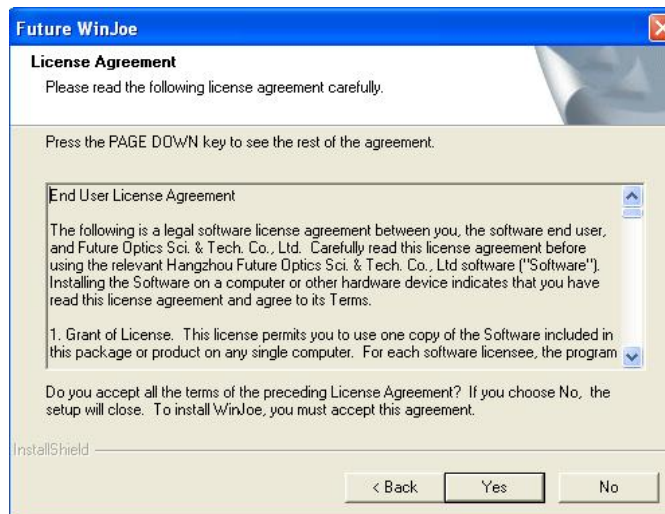 Future WinJoe
License Agreement
Please read the following license agreement carefully.
Press the PAGE DOWN key to see the rest of the agreement.
End User License Agreement
The following is a legal software license agreement between you, the software end user,
and Future Optics Sci. & Tech. Co., Ltd. Carefully read this license agreement before
using the relevant Hangzhou Future Optics Sci. & Tech. Co., Ltd software ("Software").
Installing the Software on a computer or other hardware device indicates that you have
read this license agreement and agree to its Terms.
1. Grant of License. This license permits you to use one copy of the Software included in
this package or product on any single computer. For each software licensee, the program
Do you accept all the terms of the preceding License Agreement? If you choose No, the
setup will close. To install WinJoe, you must accept this agreement.
InstallShield
< Back Yes No